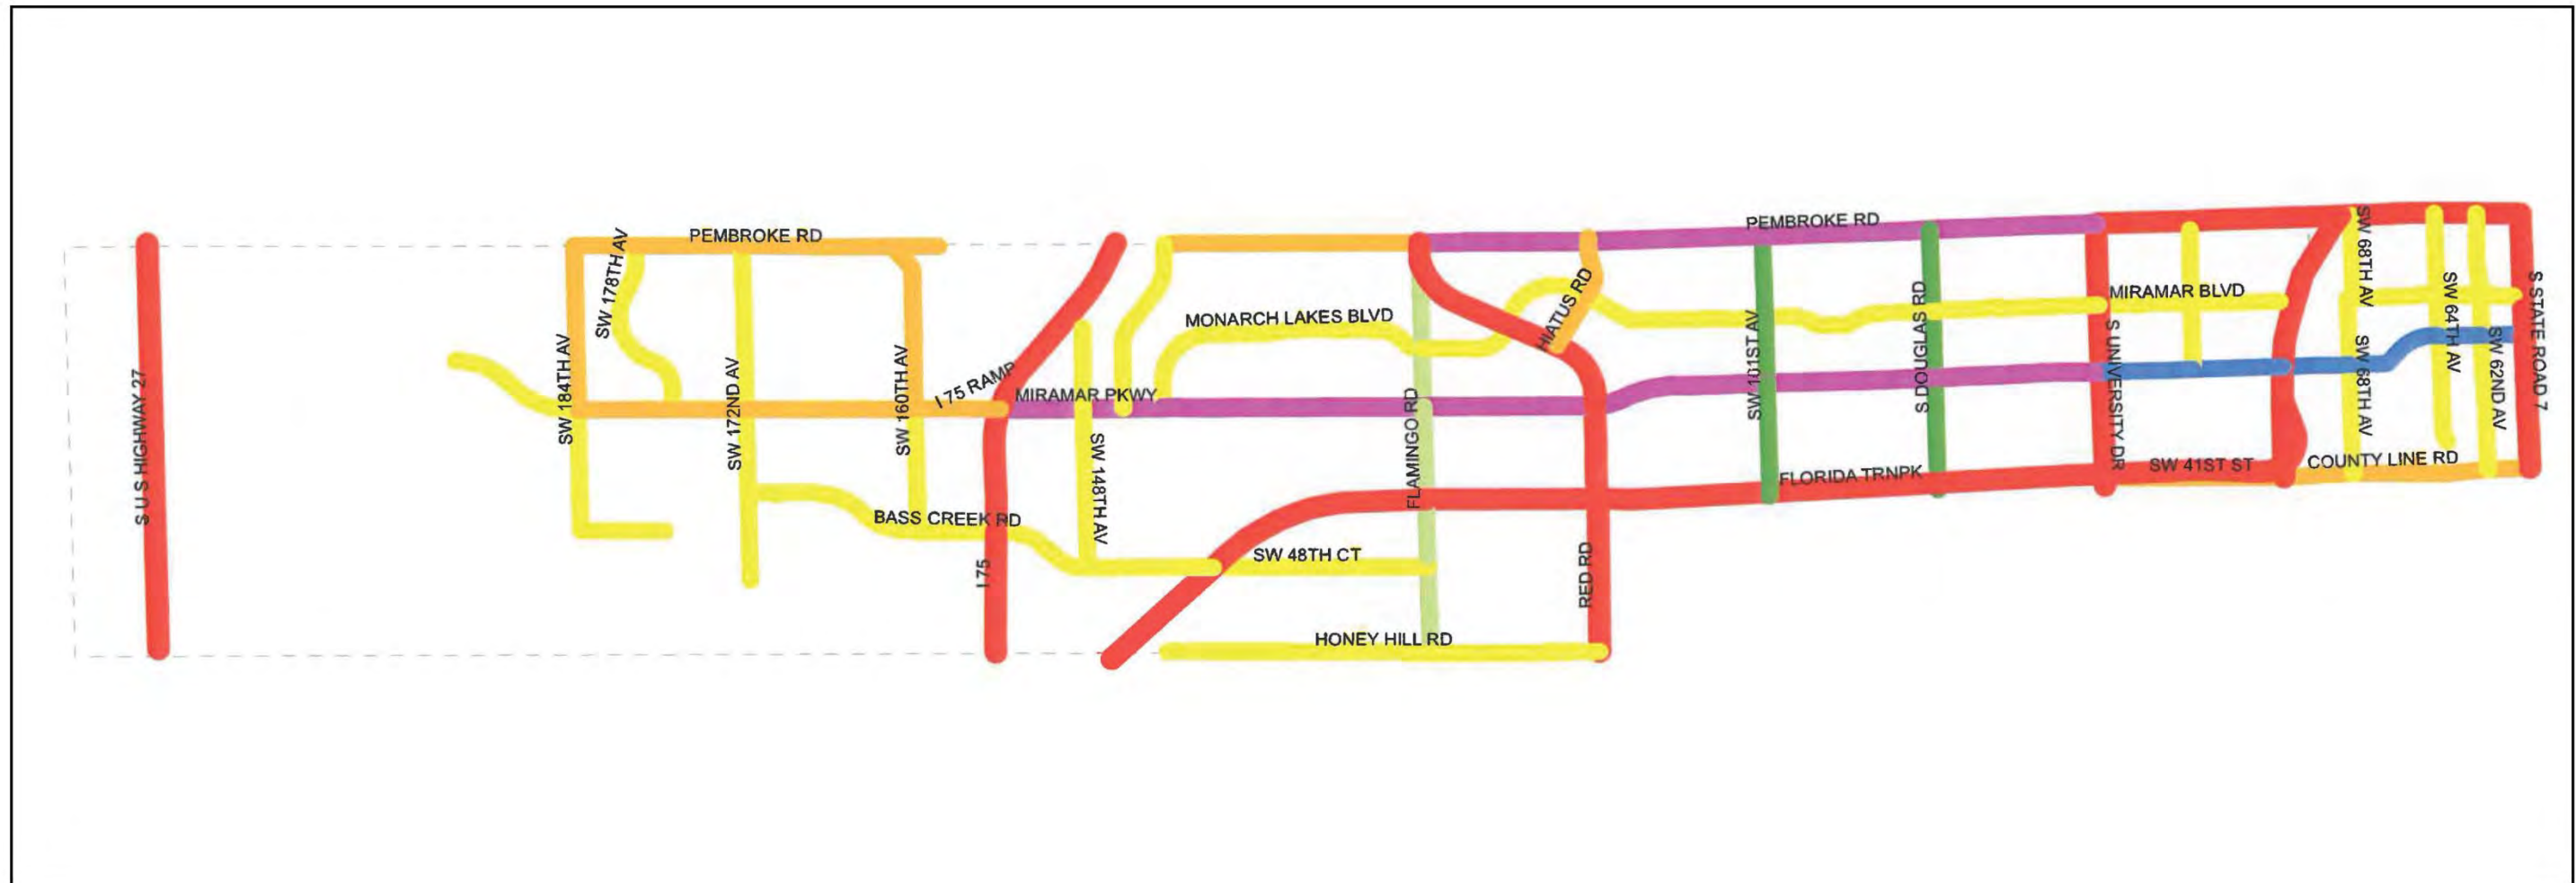 PEMBROKE RD
PEMBROKE RD
SW 178TH AV
SW 68TH AV
MIRAMAR BLVD
SW 64TH AV
S STATE ROAD 7
HIATUS RD
MONARCH LAKES BLVD
S DOUGLAS RD
SW 101ST AV
S UNIVERSITY DR
SW 184TH AV
SW 172ND AV
SW 160TH AV
I 75 RAMP
MIRAMAR PKWY
SW 68TH AV
SW 62ND AV
S U S HIGHWAY 27
FLAMINGO RD
SW 148TH AV
FLORIDA TRNPK
SW 41ST ST
COUNTY LINE RD
BASS CREEK RD
SW 48TH CT
I 75
RED RD
HONEY HILL RD